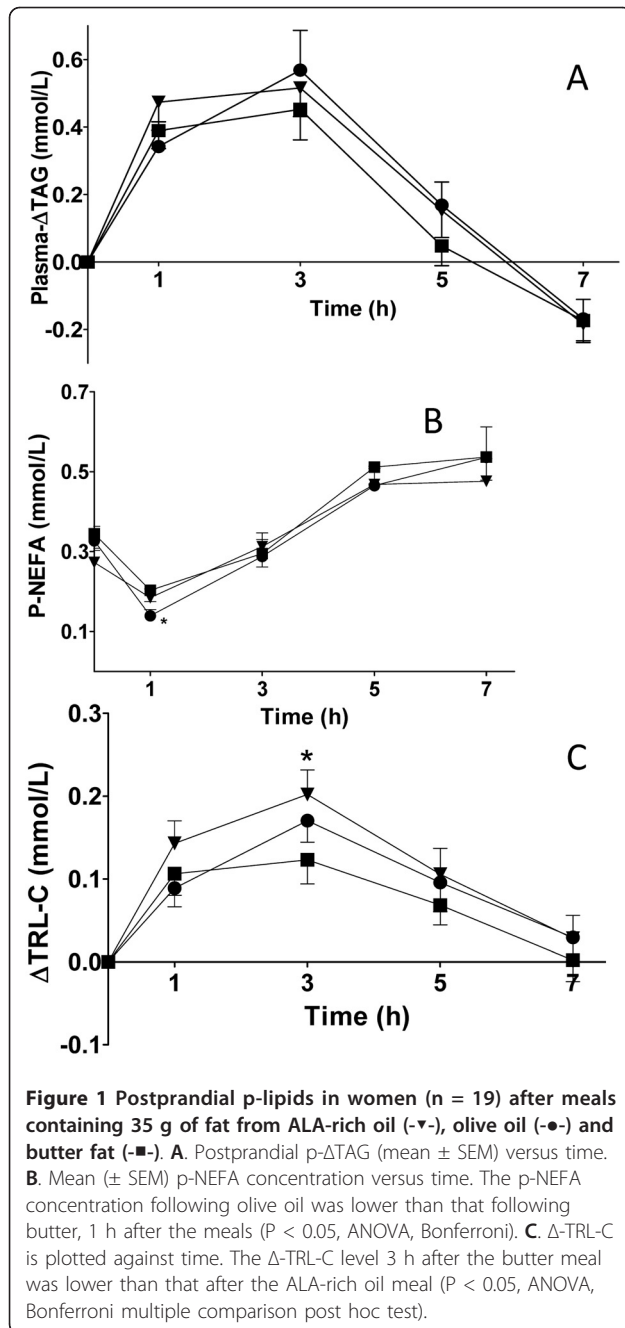 A
Plasma-ΔTAG (mmol/L)
0.6
0.4
0.2
0.0
-0.2
1
3
5
7
Time (h)
B
P-NEFA (mmol/L)
0.7
0.5
0.3
0.1
*
1
3
5
7
Time (h)
C
ΔTRL-C (mmol/L)
0.3
0.2
0.1
0.0
-0.1
*
1
3
5
7
Time (h)
Figure 1 Postprandial p-lipids in women (n = 19) after meals
containing 35 g of fat from ALA-rich oil (-▼-), olive oil (-●-) and
butter fat (-■-). A. Postprandial p-ΔTAG (mean ± SEM) versus time.
B. Mean (± SEM) p-NEFA concentration versus time. The p-NEFA
concentration following olive oil was lower than that following
butter, 1 h after the meals (P < 0.05, ANOVA, Bonferroni). C. Δ-TRL-C
is plotted against time. The Δ-TRL-C level 3 h after the butter meal
was lower than that after the ALA-rich oil meal (P < 0.05, ANOVA,
Bonferroni multiple comparison post hoc test).